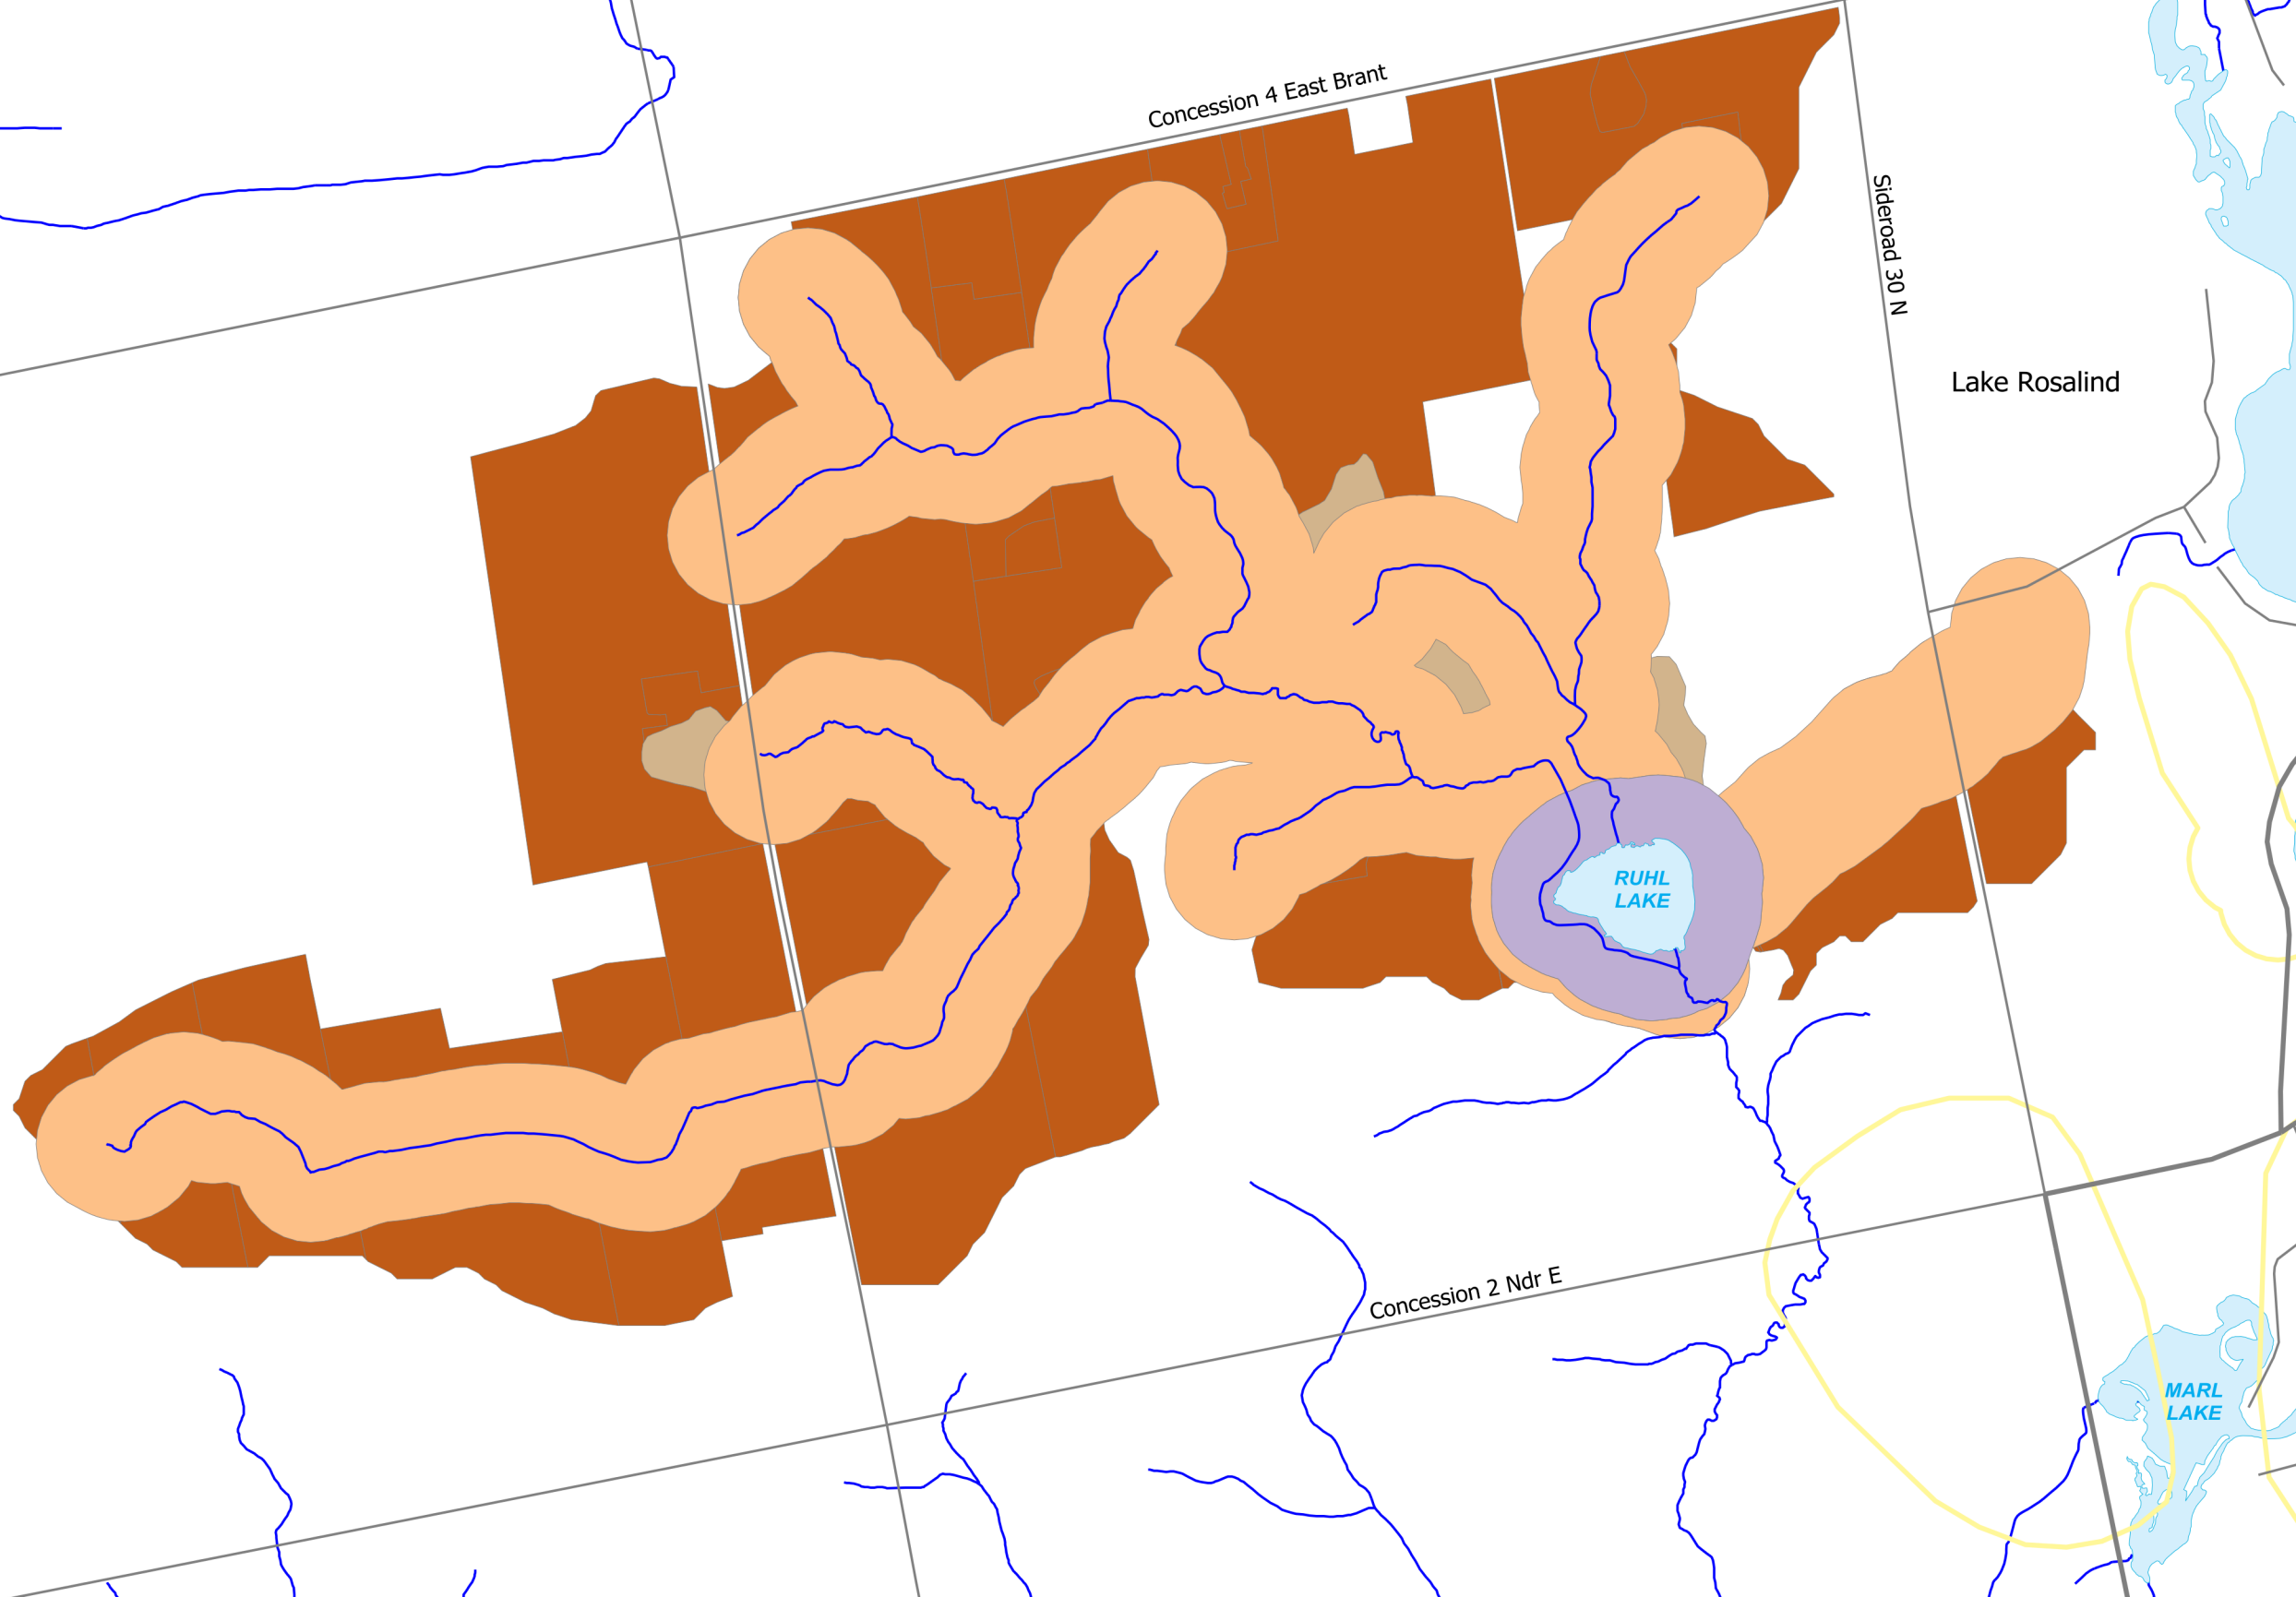 Concession 4 East Brant
Sideroad 30 N
Lake Rosalind
RUHL
LAKE
Concession 2 Ndr E
MARL
LAKE